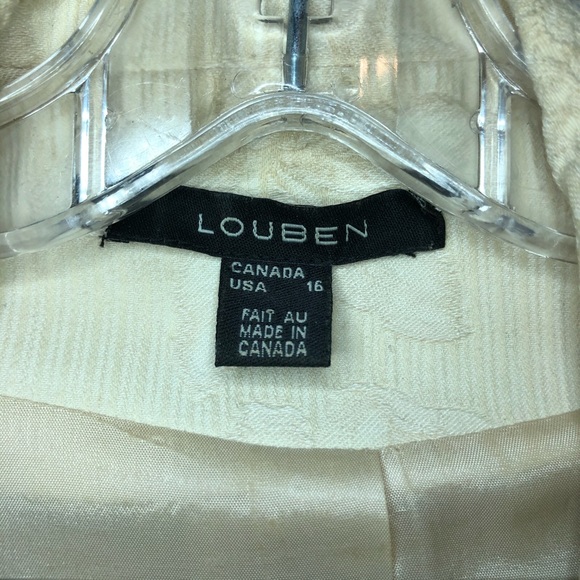 LOUBEN
CANADA
USA 16
FAIT AU
MADE IN
CANADA